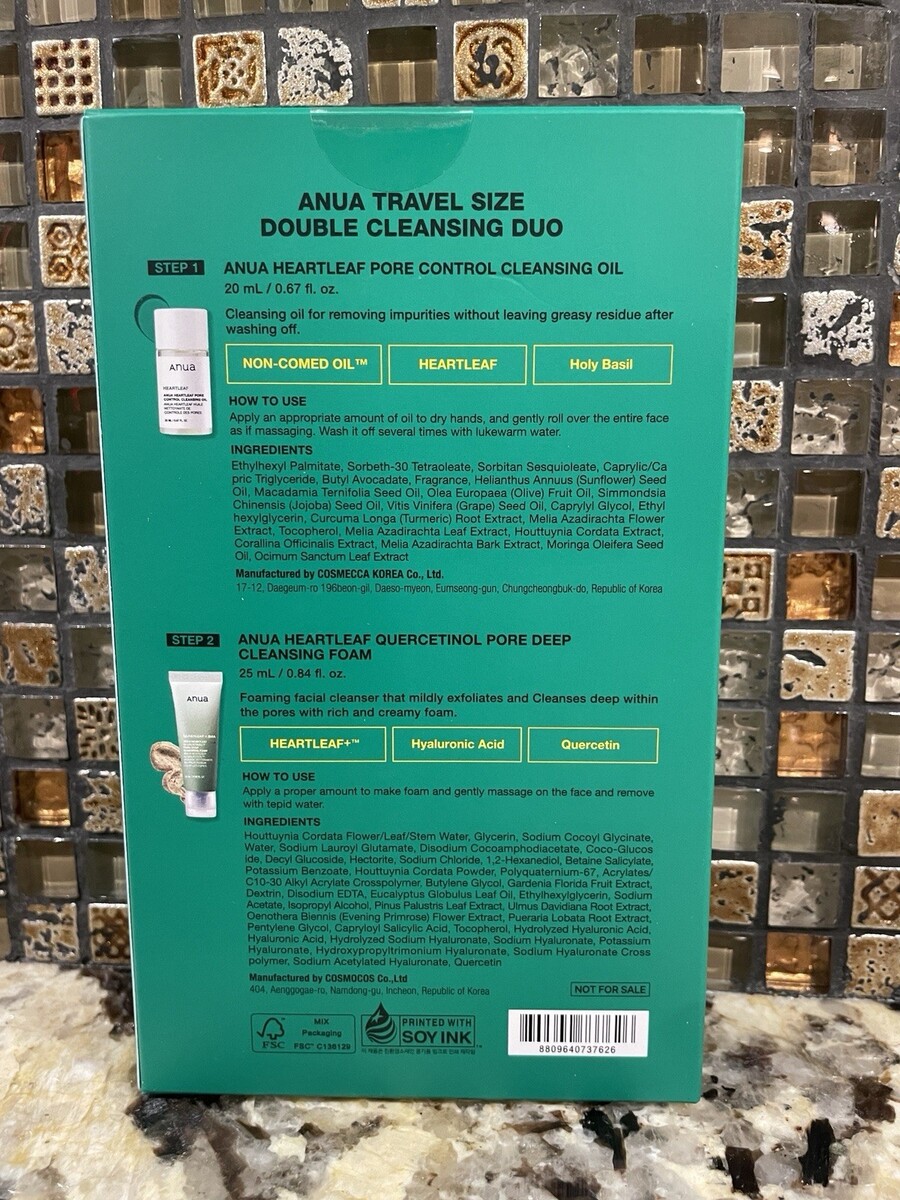 ANUA TRAVEL SIZE
DOUBLE CLEANSING DUO
STEP 1
ANUA HEARTLEAF PORE CONTROL CLEANSING OIL
20 mL / 0.67 fl. oz.
Cleansing oil for removing impurities without leaving greasy residue after
washing off.
Anua
HEARTLEAF
ANUA HEARTLEAF PORE
CONTROL CLEANSING OIL
NON-COMED OIL™
HEARTLEAF
Holy Basil
HOW TO USE
Apply an appropriate amount of oil to dry hands, and gently roll over the entire face
as if massaging. Wash it off several times with lukewarm water.
INGREDIENTS
Ethylhexyl Palmitate, Sorbeth-30 Tetraoleate, Sorbitan Sesquioleate, Caprylic/Ca
pric Triglyceride, Butyl Avocadate, Fragrance, Helianthus Annuus (Sunflower) Seed
Oil, Macadamia Ternifolia Seed Oil, Olea Europaea (Olive) Fruit Oil, Simmondsia
Chinensis (Jojoba) Seed Oil, Vitis Vinifera (Grape) Seed Oil, Caprylyl Glycol, Ethyl
hexylglycerin, Curcuma Longa (Turmeric) Root Extract, Melia Azadirachta Flower
Extract, Tocopherol, Melia Azadirachta Leaf Extract, Houttuynia Cordata Extract,
Corallina Officinalis Extract, Melia Azadirachta Bark Extract, Moringa Oleifera Seed
Oil, Ocimum Sanctum Leaf Extract
Manufactured by COSMECCA KOREA Co., Ltd.
17-12, Daegeum-ro 196beon-gil, Daeso-myeon, Eumseong-gun, Chungcheongbuk-do, Republic of Korea
STEP 2
ANUA HEARTLEAF QUERCETINOL PORE DEEP
CLEANSING FOAM
25 mL / 0.84 fl. oz.
Anua
Foaming facial cleanser that mildly exfoliates and Cleanses deep within
the pores with rich and creamy foam.
HEARTLEAF+™
Hyaluronic Acid
Quercetin
HOW TO USE
Apply a proper amount to make foam and gently massage on the face and remove
with tepid water.
INGREDIENTS
Houttuynia Cordata Flower/Leaf/Stem Water, Glycerin, Sodium Cocoyl Glycinate,
Water, Sodium Lauroyl Glutamate, Disodium Cocoamphodiacetate, Coco-Glucos
ide, Decyl Glucoside, Hectorite, Sodium Chloride, 1,2-Hexanediol, Betaine Salicylate,
Potassium Benzoate, Houttuynia Cordata Powder, Polyquaternium-67, Acrylates/
C10-30 Alkyl Acrylate Crosspolymer, Butylene Glycol, Gardenia Florida Fruit Extract,
Dextrin, Disodium EDTA, Eucalyptus Globulus Leaf Oil, Ethylhexylglycerin, Sodium
Acetate, Isopropyl Alcohol, Pinus Palustris Leaf Extract, Ulmus Davidiana Root Extract,
Oenothera Biennis (Evening Primrose) Flower Extract, Pueraria Lobata Root Extract,
Pentylene Glycol, Capryloyl Salicylic Acid, Tocopherol, Hydrolyzed Hyaluronic Acid,
Hyaluronic Acid, Hydrolyzed Sodium Hyaluronate, Sodium Hyaluronate, Potassium
Hyaluronate, Hydroxypropyltrimonium Hyaluronate, Sodium Hyaluronate Cross
polymer, Sodium Acetylated Hyaluronate, Quercetin
Manufactured by COSMOCOS Co.,Ltd
404, Aenggogae-ro, Namdong-gu, Incheon, Republic of Korea
NOT FOR SALE
FSC
MIX
Packaging
FSC™ C136129
PRINTED WITH
SOY INK™
8809640737626